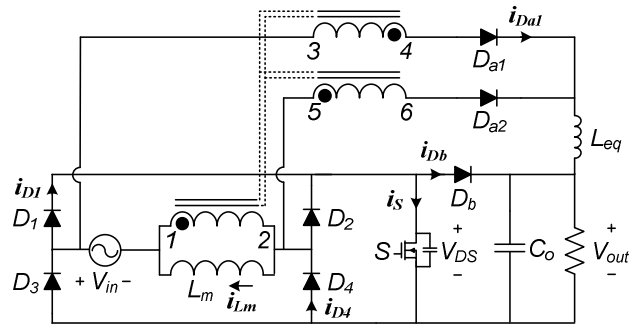 3 4 i_Da1
D_a1
5 6 D_a2
L_eq
i_D1 i_Db
D_1 1 2 D_2 i_S D_b
D_3 + V_in − L_m i_Lm D_4 i_D4 S + V_DS − C_o + V_out −